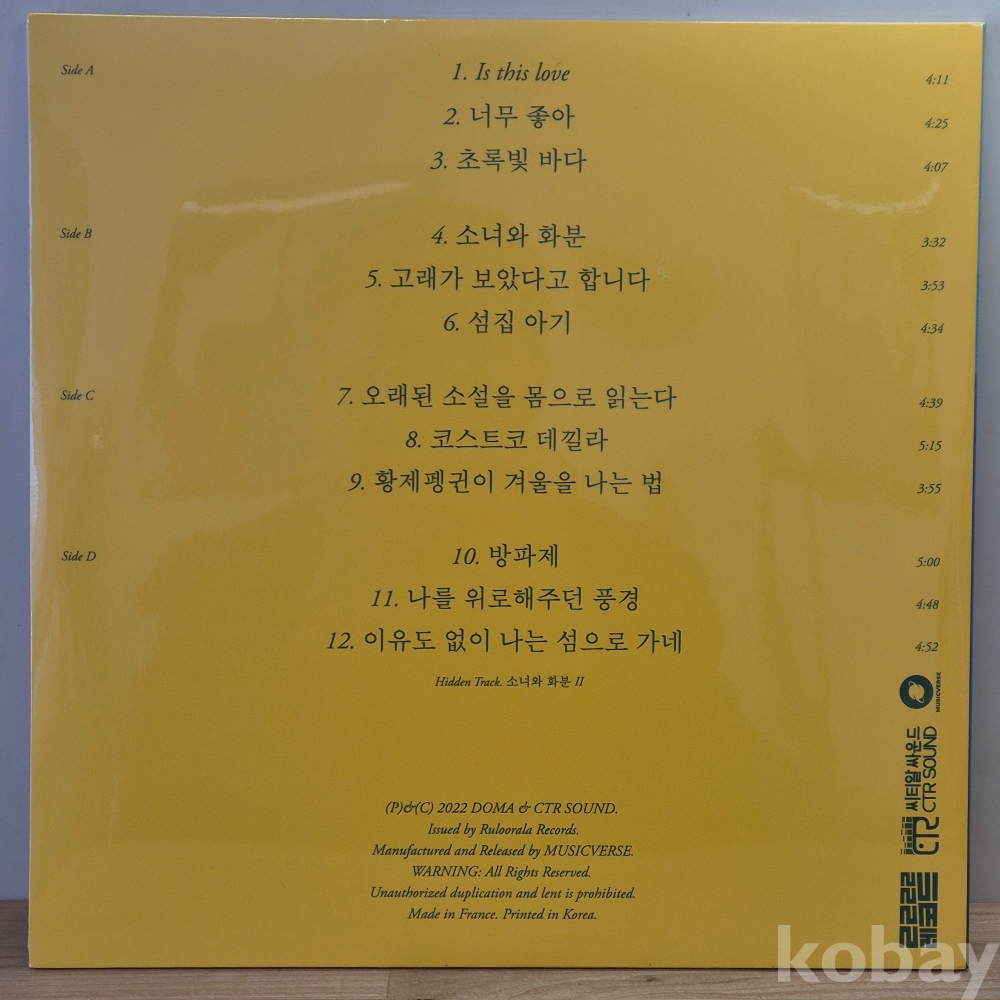 Side A
1. Is this love 4:11
2. 너무 좋아 4:25
3. 초록빛 바다 4:07
Side B
4. 소녀와 화분 3:32
5. 고래가 보았다고 합니다 3:53
6. 섬집 아기 4:34
Side C
7. 오래된 소설을 몸으로 읽는다 4:39
8. 코스트코 데낄라 5:15
9. 황제펭귄이 겨울을 나는 법 3:55
Side D
10. 방파제 5:00
11. 나를 위로해주던 풍경 4:48
12. 이유도 없이 나는 섬으로 가네 4:52
Hidden Track. 소녀와 화분 II
(P)&(C) 2022 DOMA & CTR SOUND.
Issued by Ruloorala Records.
Manufactured and Released by MUSICVERSE.
WARNING: All Rights Reserved.
Unauthorized duplication and lent is prohibited.
Made in France. Printed in Korea.
MUSICVERSE
씨티알싸운드
CTR SOUND
CTR
레코드
kobay